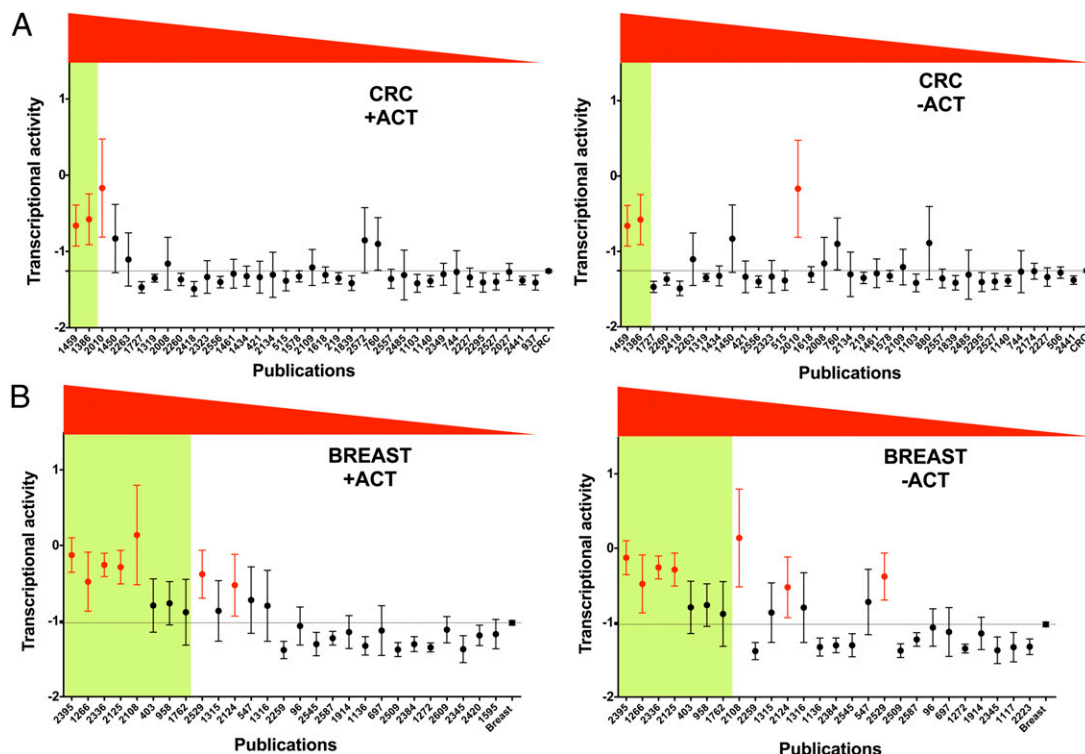 A
CRC
+ACT
Transcriptional activity
1
0
-1
-2
1459 1386 2010 1450 2263 1727 1319 2008 2260 2418 2323 2556 1461 1434 421 2134 515 1578 2109 1618 219 1839 2572 760 2557 2485 1103 1140 2349 744 2227 2295 2527 2027 2441 937 CRC
Publications
CRC
-ACT
Transcriptional activity
1
0
-1
-2
1459 1386 1727 2260 2418 2263 1319 1434 1450 421 2556 2323 515 2010 1618 2008 760 2134 219 1461 1578 2109 1103 880 2557 1839 2485 2295 2527 1140 744 2174 2227 906 2441 CRC
Publications
B
BREAST
+ACT
Transcriptional activity
1
0
-1
-2
2395 1266 2336 2125 2108 403 958 1762 2529 1315 2124 547 1316 2259 96 2545 2587 1914 1136 697 2509 2384 1272 2609 2345 2420 1595 Breast
Publications
BREAST
-ACT
Transcriptional activity
1
0
-1
-2
2395 1266 2336 2125 403 958 1762 2108 2259 1315 2124 1316 1136 2384 2545 547 2529 2509 2587 96 697 1272 1914 2345 1117 2223 Breast
Publications